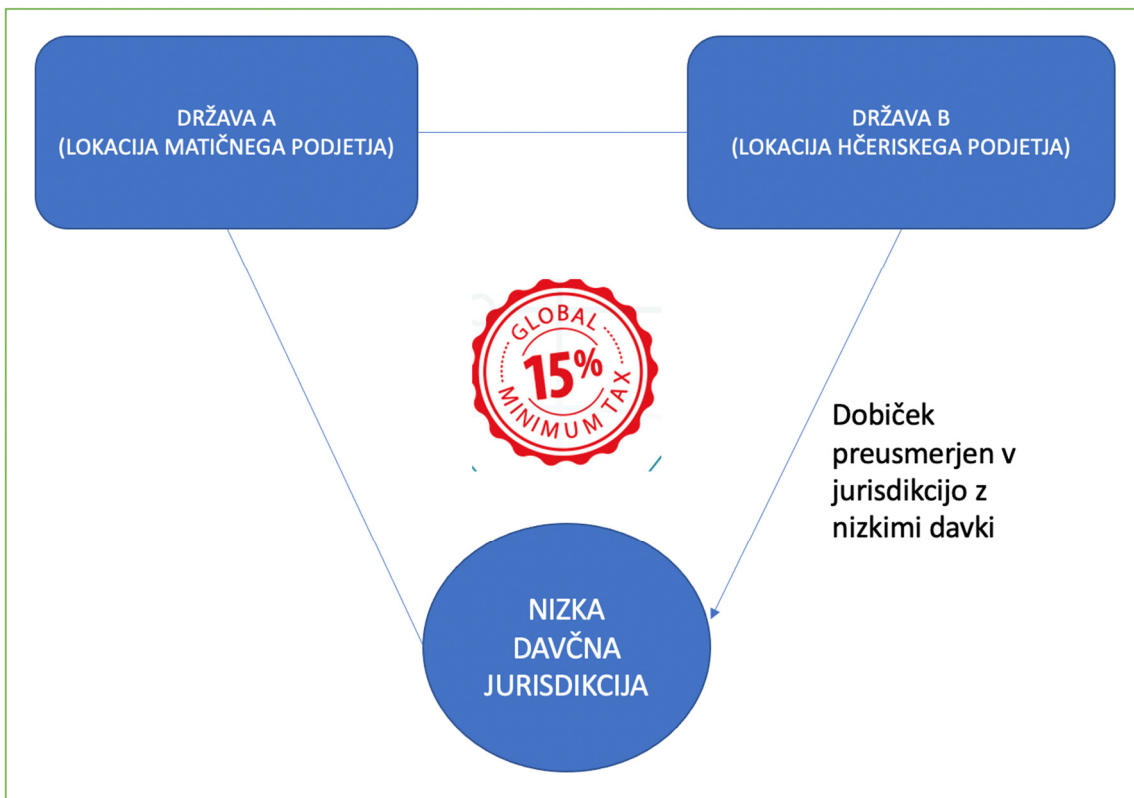 DRŽAVA A
(LOKACIJA MATIČNEGA PODJETJA)
DRŽAVA B
(LOKACIJA HČERISKEGA PODJETJA)
GLOBAL
15%
MINIMUM TAX
Dobiček
preusmerjen v
jurisdikcijo z
nizkimi davki
NIZKA
DAVČNA
JURISDIKCIJA